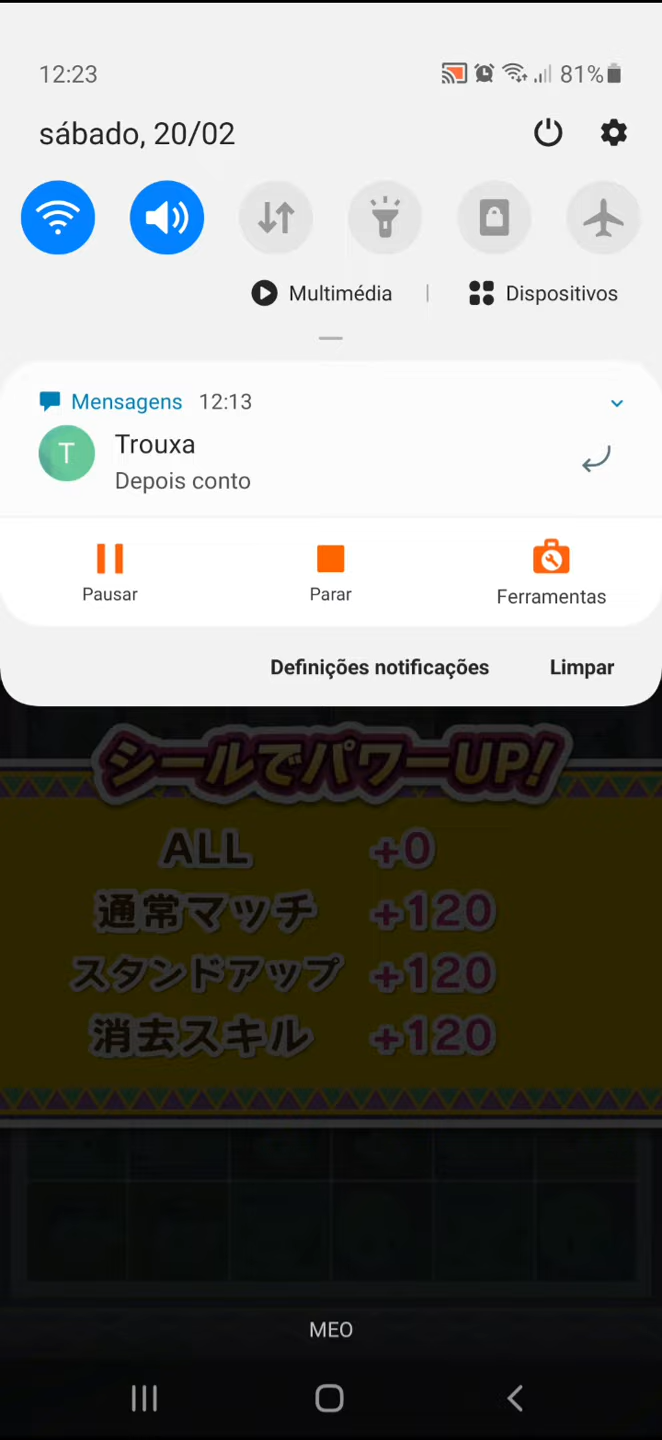 12:23
81%
sábado, 20/02
Multimédia | Dispositivos
Mensagens 12:13
T
Trouxa
Depois conto
Pausar
Parar
Ferramentas
Definições notificações
Limpar
シールでパワーUP!
ALL +0
通常マッチ +120
スタンドアップ +120
消去スキル +120
MEO